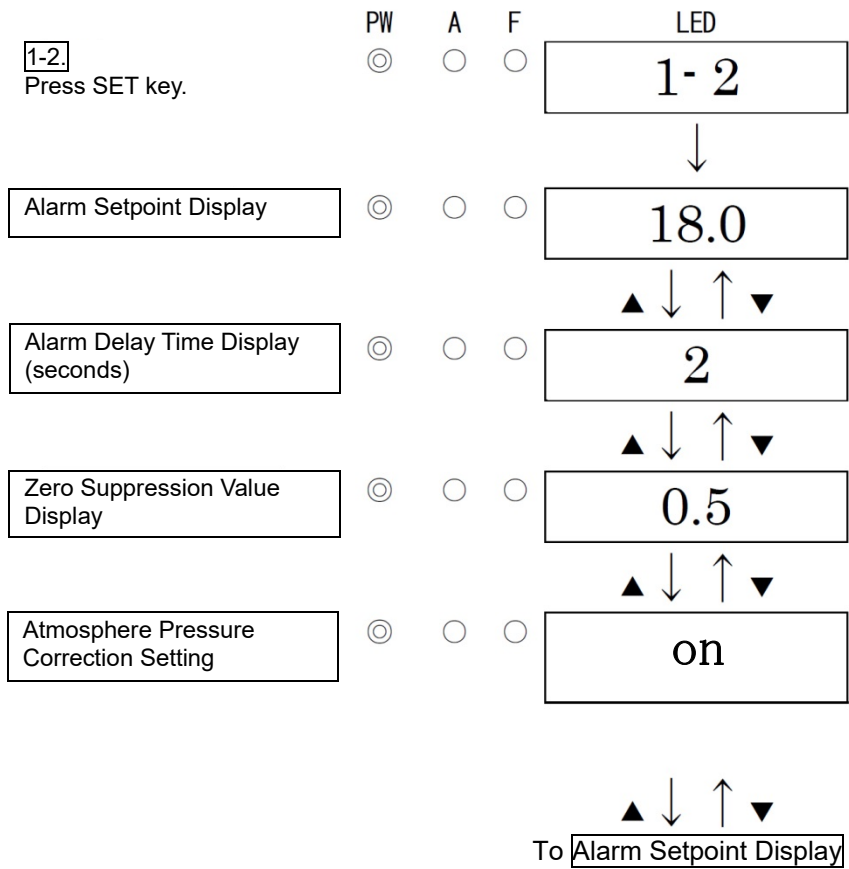 PW A F LED
1-2.
Press SET key.
1- 2
↓
Alarm Setpoint Display
18.0
▲ ↓ ↑ ▼
Alarm Delay Time Display
(seconds)
2
▲ ↓ ↑ ▼
Zero Suppression Value
Display
0.5
▲ ↓ ↑ ▼
Atmosphere Pressure
Correction Setting
on
▲ ↓ ↑ ▼
To Alarm Setpoint Display